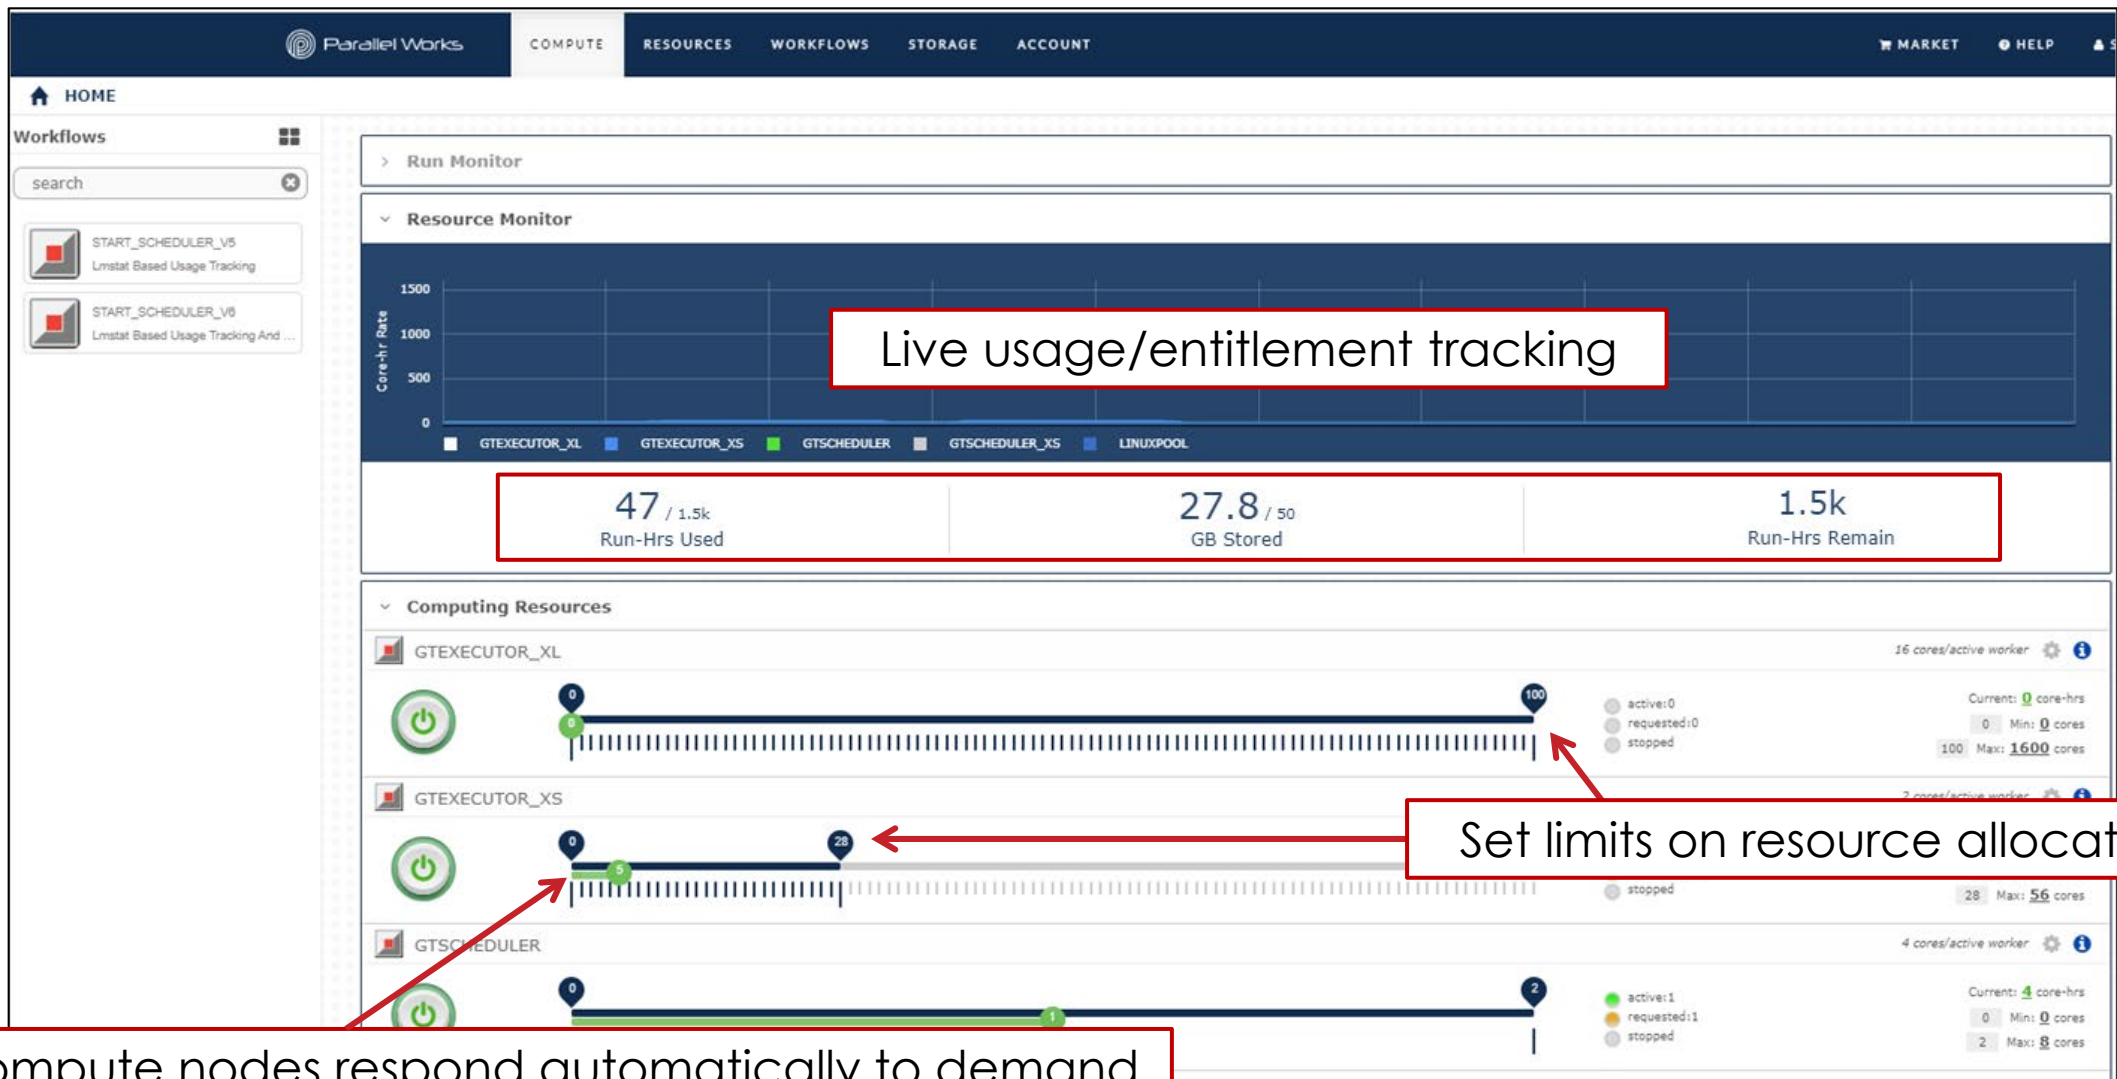 Parallel Works COMPUTE RESOURCES WORKFLOWS STORAGE ACCOUNT MARKET HELP
HOME
Workflows
search
START_SCHEDULER_V5
Lmstat Based Usage Tracking
START_SCHEDULER_V6
Lmstat Based Usage Tracking And ...
Run Monitor
Resource Monitor
Core-hr Rate
1500
1000
500
0
Live usage/entitlement tracking
GTEXECUTOR_XL GTEXECUTOR_XS GTSCHEDULER GTSCHEDULER_XS LINUXPOOL
47 / 1.5k
Run-Hrs Used
27.8 / 50
GB Stored
1.5k
Run-Hrs Remain
Computing Resources
GTEXECUTOR_XL
16 cores/active worker
0
100
0
active:0
requested:0
stopped
Current: 0 core-hrs
0 Min: 0 cores
100 Max: 1600 cores
GTEXECUTOR_XS
2 cores/active worker
Set limits on resource allocat
0
28
5
stopped
28 Max: 56 cores
GTSCHEDULER
4 cores/active worker
0
2
1
active:1
requested:1
stopped
Current: 4 core-hrs
0 Min: 0 cores
2 Max: 8 cores
ompute nodes respond automatically to demand